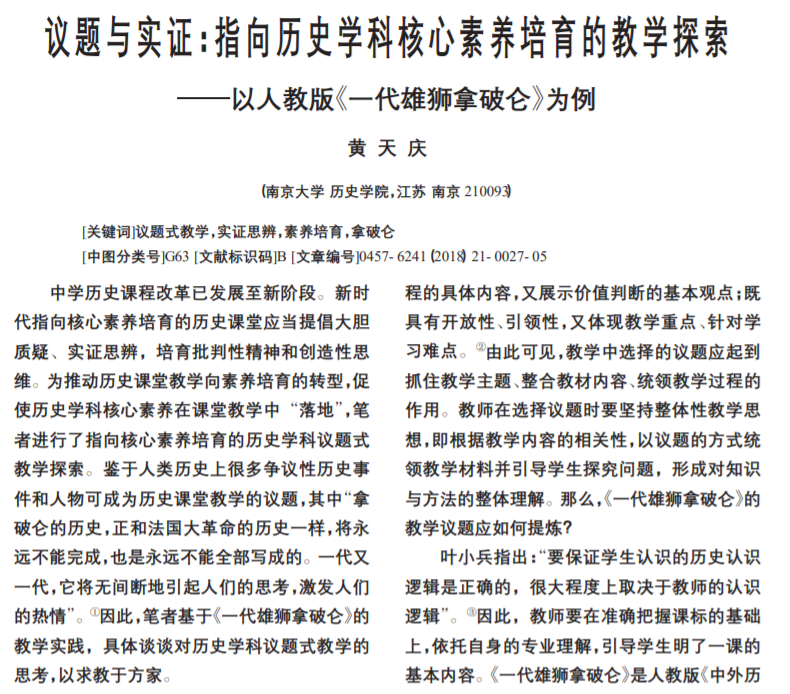 议题与实证:指向历史学科核心素养培育的教学探索
——以人教版《一代雄狮拿破仑》为例
黄 天 庆
(南京大学 历史学院,江苏 南京 210093)
[关键词]议题式教学,实证思辨,素养培育,拿破仑
[中图分类号]G63 [文献标识码]B [文章编号]0457- 6241 (2018) 21- 0027- 05
中学历史课程改革已发展至新阶段。新时
代指向核心素养培育的历史课堂应当提倡大胆
质疑、实证思辨，培育批判性精神和创造性思
维。为推动历史课堂教学向素养培育的转型,促
使历史学科核心素养在课堂教学中“落地”,笔
者进行了指向核心素养培育的历史学科议题式
教学探索。鉴于人类历史上很多争议性历史事
件和人物可成为历史课堂教学的议题,其中“拿
破仑的历史,正和法国大革命的历史一样,将永
远不能完成,也是永远不能全部写成的。一代又
一代,它将无间断地引起人们的思考,激发人们
的热情”。①因此,笔者基于《一代雄狮拿破仑》的
教学实践，具体谈谈对历史学科议题式教学的
思考,以求教于方家。
程的具体内容,又展示价值判断的基本观点;既
具有开放性、引领性,又体现教学重点、针对学
习难点。②由此可见,教学中选择的议题应起到
抓住教学主题、整合教材内容、统领教学过程的
作用。教师在选择议题时要坚持整体性教学思
想,即根据教学内容的相关性,以议题的方式统
领教学材料并引导学生探究问题，形成对知识
与方法的整体理解。那么,《一代雄狮拿破仑》的
教学议题应如何提炼?
叶小兵指出:“要保证学生认识的历史认识
逻辑是正确的，很大程度上取决于教师的认识
逻辑”。③因此，教师要在准确把握课标的基础
上,依托自身的专业理解,引导学生明了一课的
基本内容。《一代雄狮拿破仑》是人教版《中外历